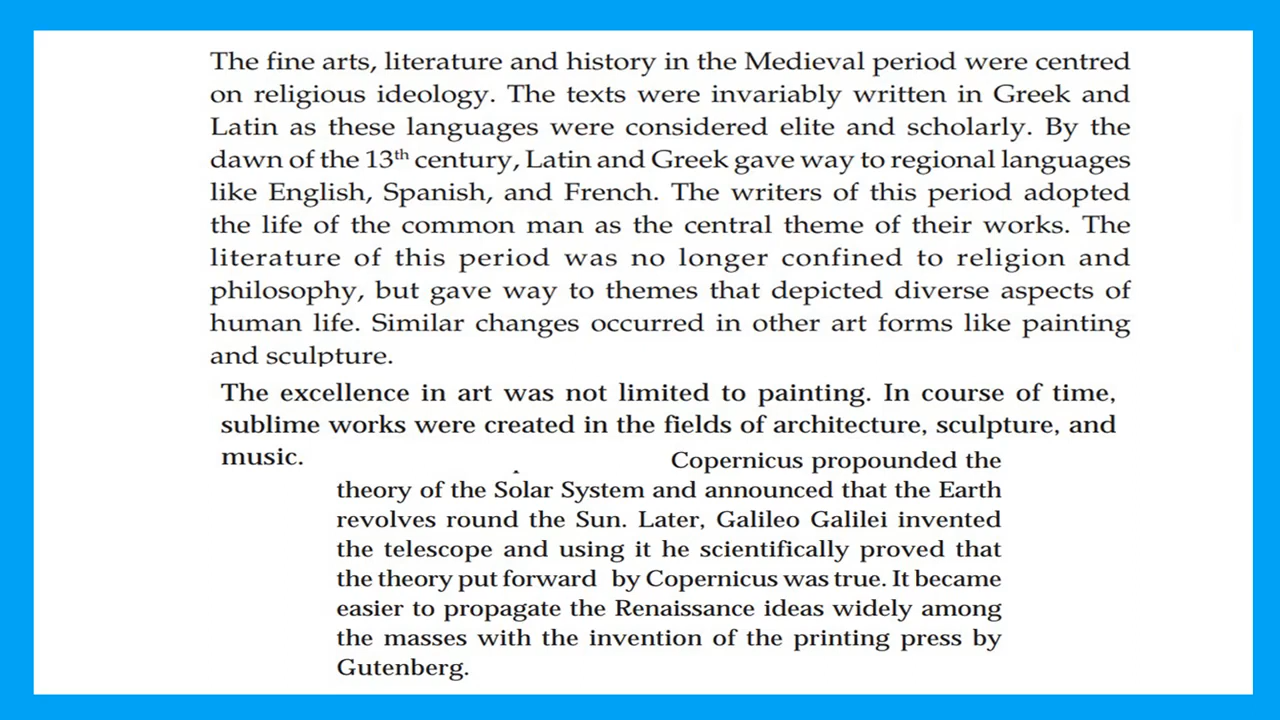 The fine arts, literature and history in the Medieval period were centred
on religious ideology. The texts were invariably written in Greek and
Latin as these languages were considered elite and scholarly. By the
dawn of the 13th century, Latin and Greek gave way to regional languages
like English, Spanish, and French. The writers of this period adopted
the life of the common man as the central theme of their works. The
literature of this period was no longer confined to religion and
philosophy, but gave way to themes that depicted diverse aspects of
human life. Similar changes occurred in other art forms like painting
and sculpture.
The excellence in art was not limited to painting. In course of time,
sublime works were created in the fields of architecture, sculpture, and
music.
Copernicus propounded the
theory of the Solar System and announced that the Earth
revolves round the Sun. Later, Galileo Galilei invented
the telescope and using it he scientifically proved that
the theory put forward by Copernicus was true. It became
easier to propagate the Renaissance ideas widely among
the masses with the invention of the printing press by
Gutenberg.